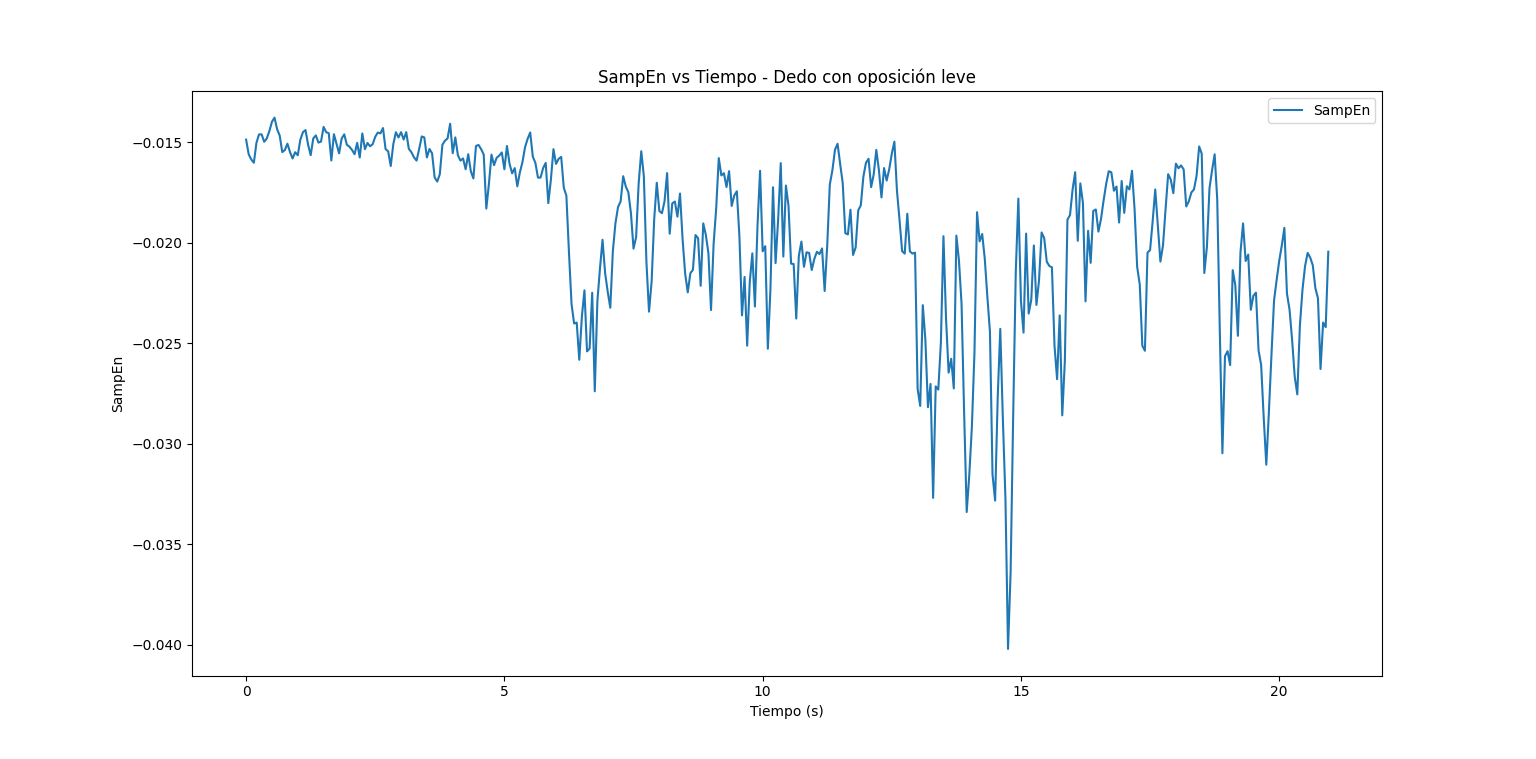 SampEn vs Tiempo - Dedo con oposición leve
SampEn
−0.015
−0.020
−0.025
−0.030
−0.035
−0.040
SampEn
0
5
10
15
20
Tiempo (s)